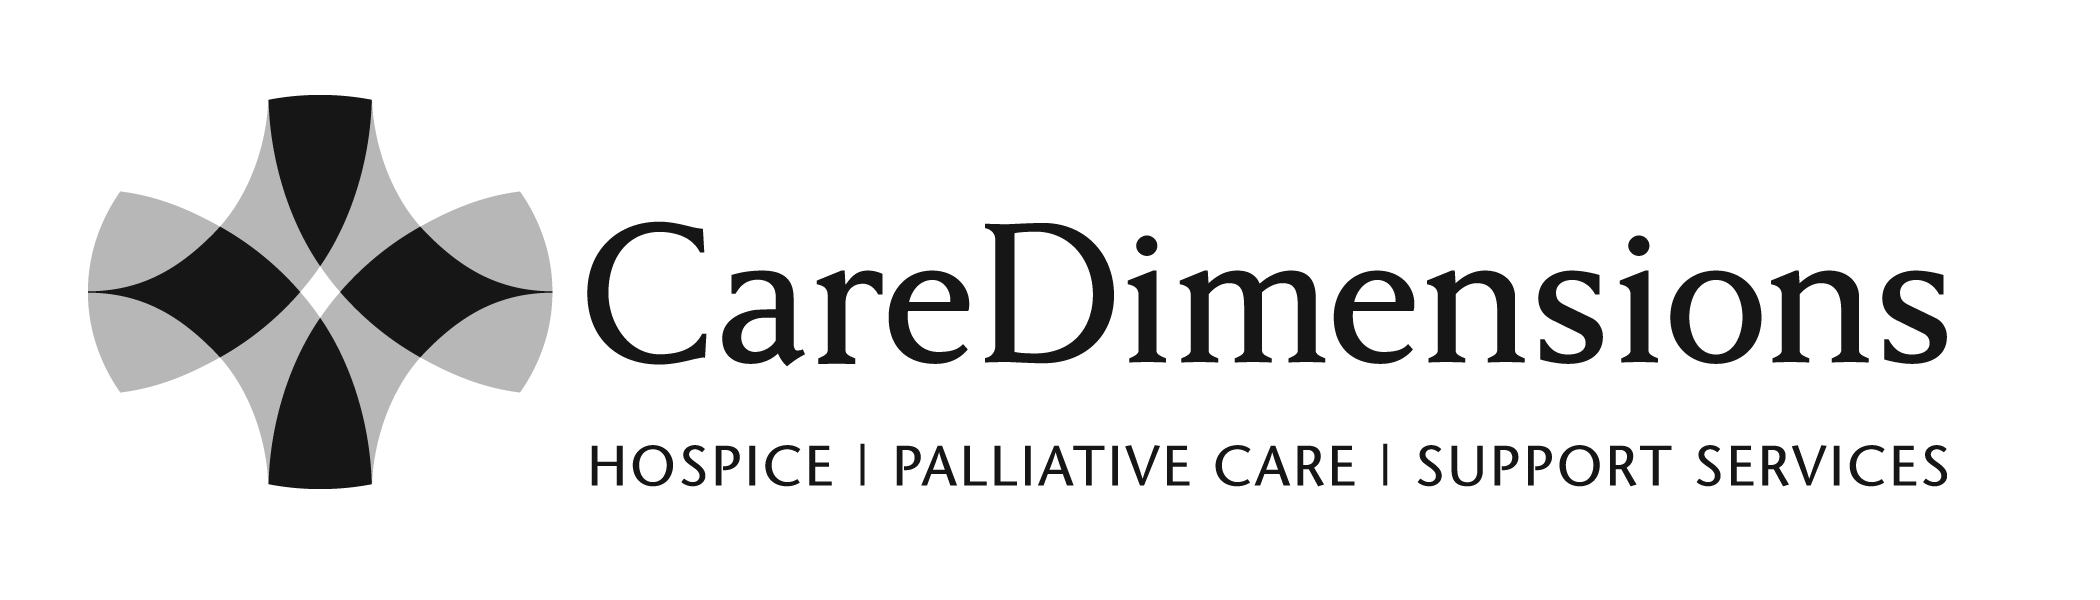 CareDimensions
HOSPICE | PALLIATIVE CARE | SUPPORT SERVICES